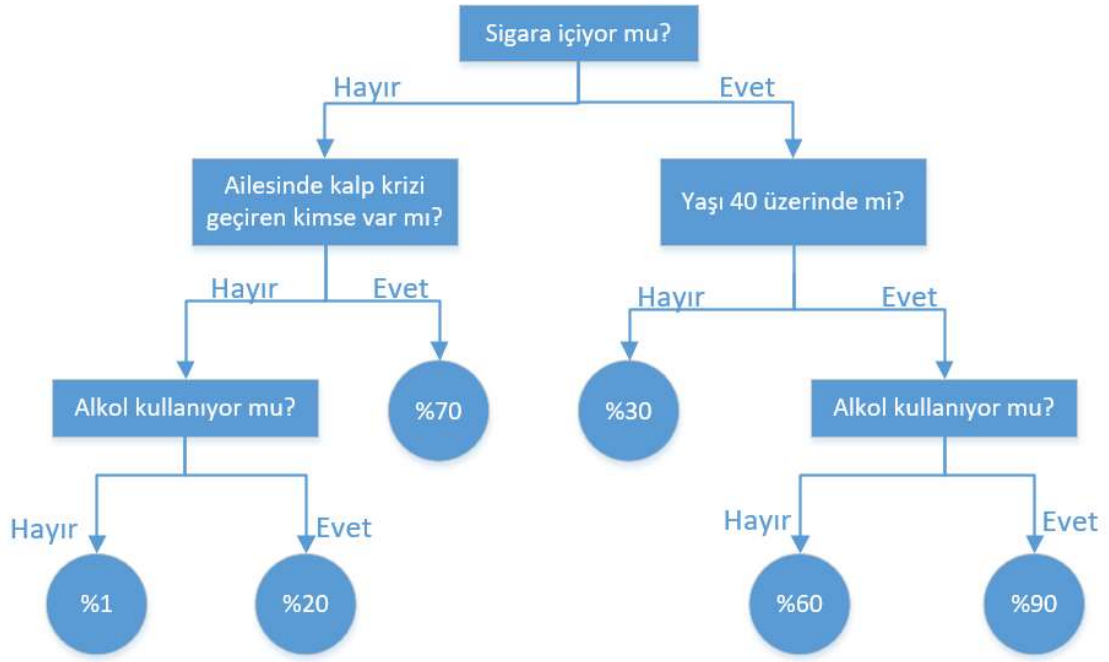 Sigara içiyor mu?
Hayır
Evet
Ailesinde kalp krizi
geçiren kimse var mı?
Yaşı 40 üzerinde mi?
Hayır
Evet
Hayır
Evet
Alkol kullanıyor mu?
%70
%30
Alkol kullanıyor mu?
Hayır
Evet
Hayır
Evet
%1
%20
%60
%90